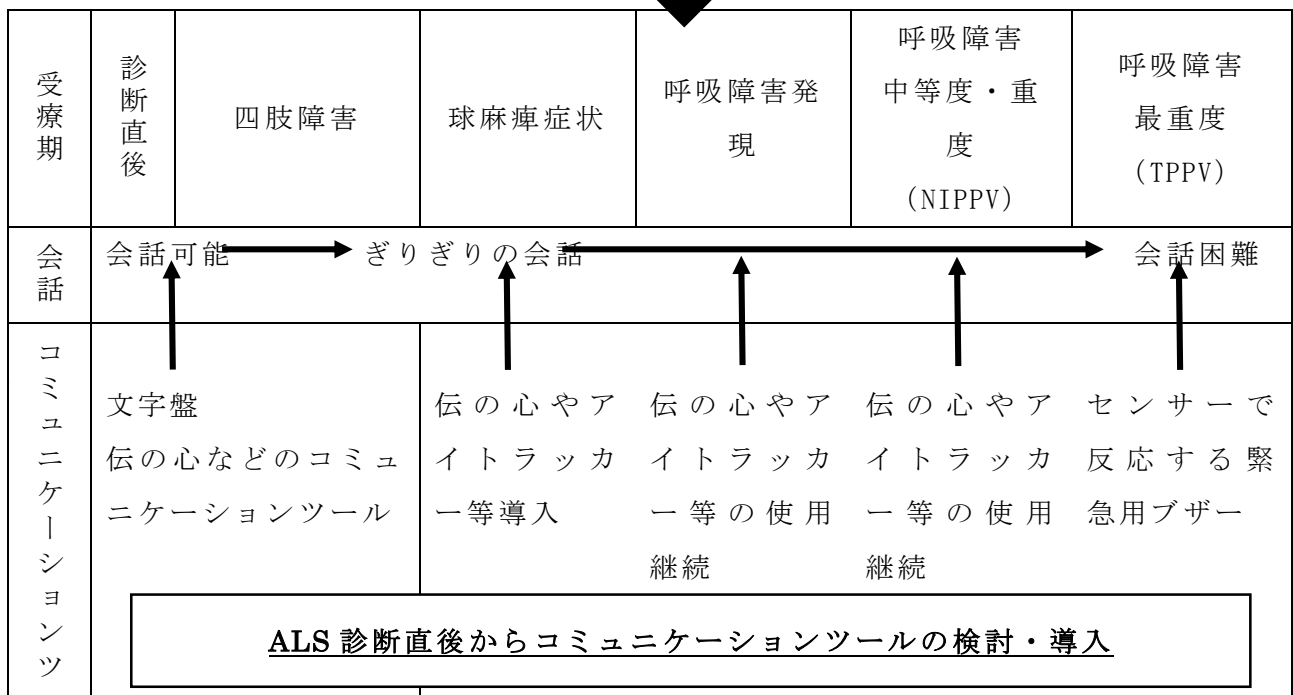 受療期
診断直後
四肢障害
球麻痺症状
呼吸障害発
現
呼吸障害
中等度・重
度
(NIPPV)
呼吸障害
最重度
(TPPV)
会話
会話可能
ぎりぎりの会話
会話困難
コミュニケーションツ
文字盤
伝の心などのコミュ
ニケーションツール
伝の心やア
イトラッカ
ー等導入
伝の心やア
イトラッカ
ー等の使用
継続
伝の心やア
イトラッカ
ー等の使用
継続
センサーで
反応する緊
急用ブザー
ALS 診断直後からコミュニケーションツールの検討・導入